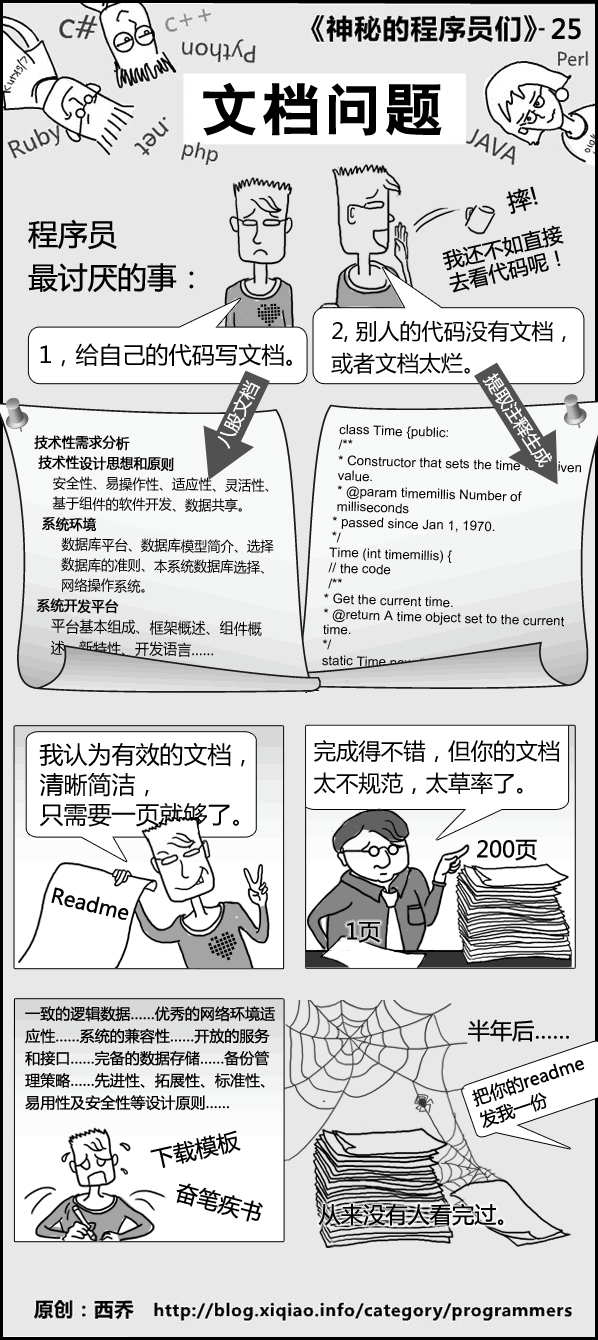 《神秘的程序员们》- 25
C#
C++
Python
Perl
Ruby
.net
php
JAVA
文档问题
程序员
最讨厌的事：
摔!
我还不如直接
去看代码呢！
1，给自己的代码写文档。
2, 别人的代码没有文档，
或者文档太烂。
八股文档
提取注释生成
技术性需求分析
技术性设计思想和原则
安全性、易操作性、适应性、灵活性、
基于组件的软件开发、数据共享。
系统环境
数据库平台、数据库模型简介、选择
数据库的准则、本系统数据库选择、
网络操作系统。
系统开发平台
平台基本组成、框架概述、组件概
述、新特性、开发语言......
class Time {public:
/**
* Constructor that sets the time
value.
* @param timemillis Number of
milliseconds
* passed since Jan 1, 1970.
*/
Time (int timemillis) {
// the code
/**
* Get the current time.
* @return A time object set to the current
time.
*/
static Time
我认为有效的文档，
清晰简洁，
只需要一页就够了。
Readme
完成得不错，但你的文档
太不规范，太草率了。
200页
1页
一致的逻辑数据......优秀的网络环境适
应性......系统的兼容性......开放的服务
和接口......完备的数据存储......备份管
理策略......先进性、拓展性、标准性、
易用性及安全性等设计原则......
下载模板
奋笔疾书
半年后......
把你的readme
发我一份
从来没有人看完过。
原创：西乔 http://blog.xiqiao.info/category/programmers